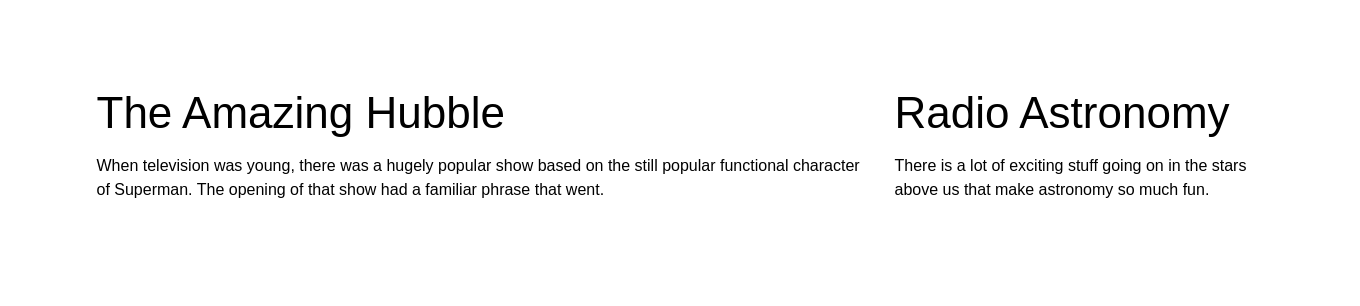 The Amazing Hubble
When television was young, there was a hugely popular show based on the still popular functional character
of Superman. The opening of that show had a familiar phrase that went.
Radio Astronomy
There is a lot of exciting stuff going on in the stars
above us that make astronomy so much fun.